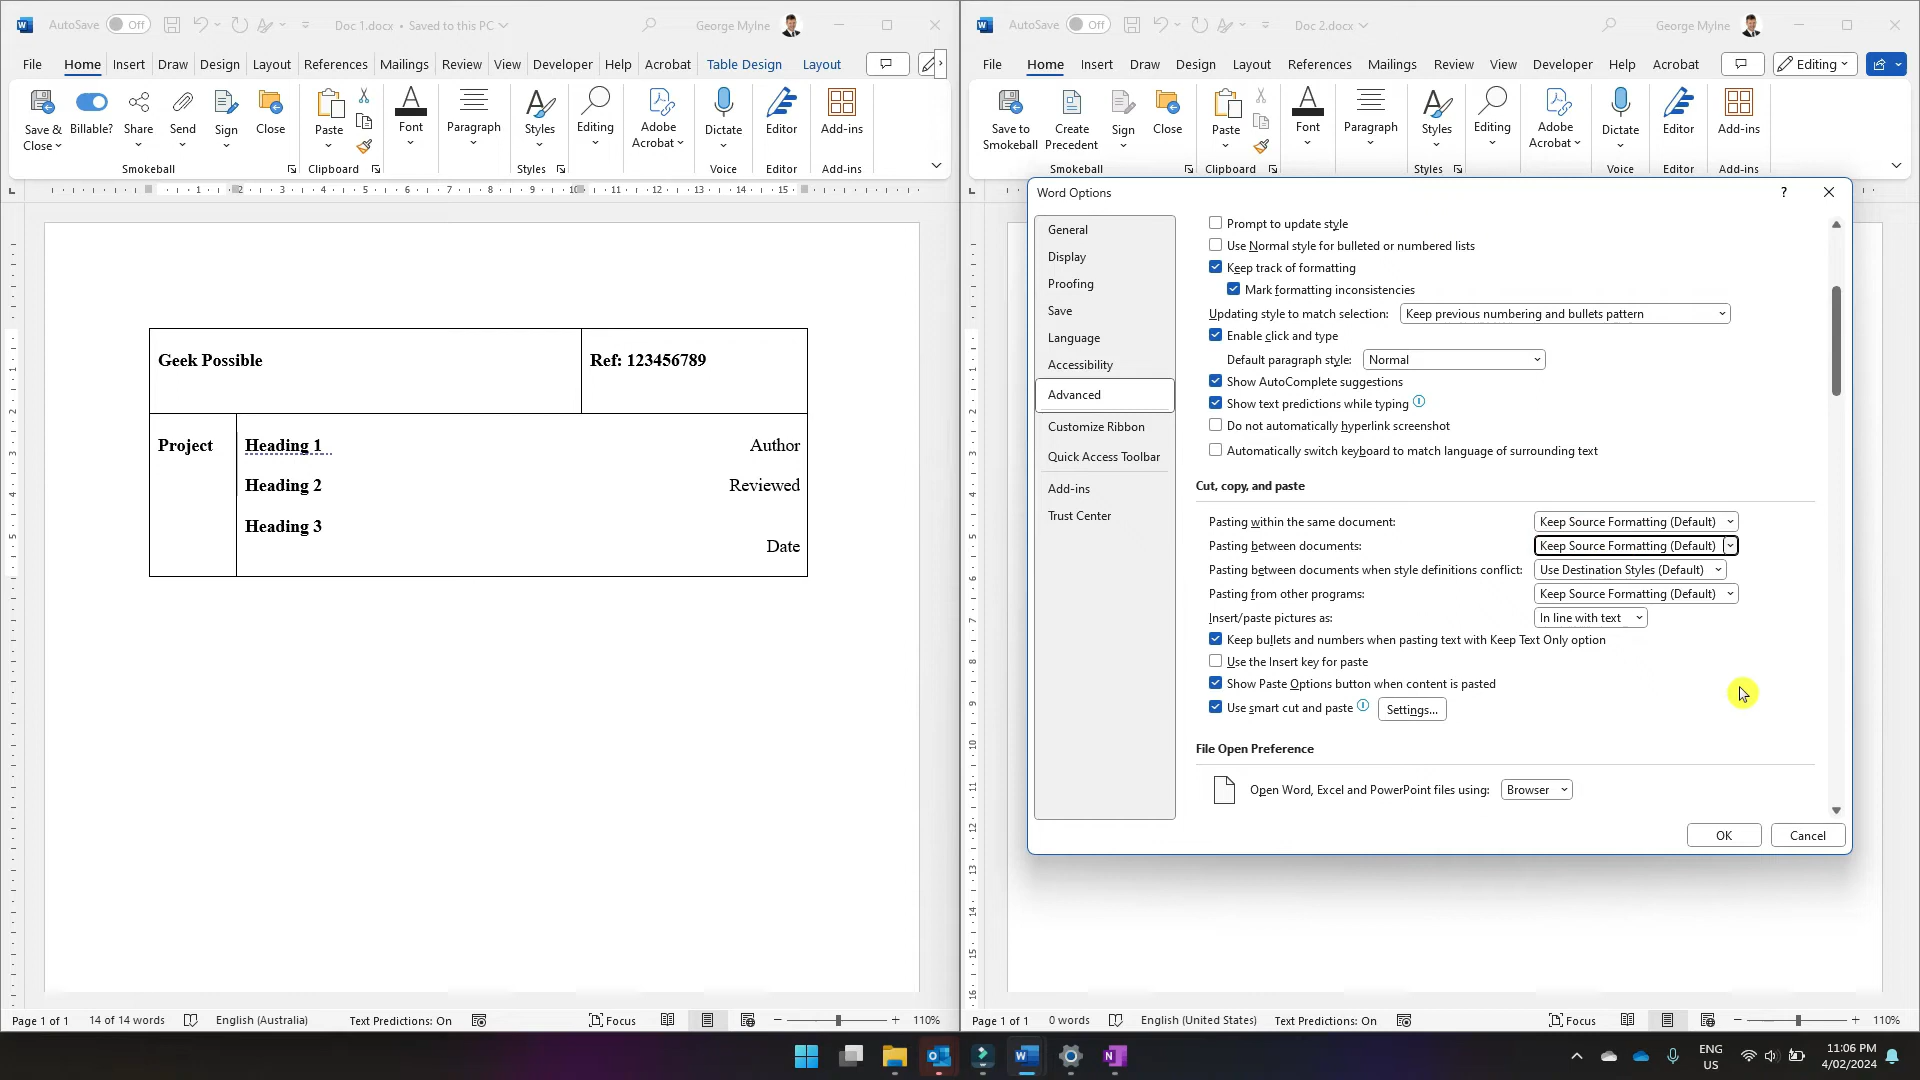 AutoSave Off Doc 1.docx • Saved to this PC George Mylne
File Home Insert Draw Design Layout References Mailings Review View Developer Help Acrobat Table Design Layout
Save & Close Billable? Share Send Sign Close Paste Font Paragraph Styles Editing Adobe Acrobat Dictate Editor Add-ins
Smokeball Clipboard Styles Voice Add-ins
1 2 3 4 5 6 7 8 9 10 11 12 13 14 15
Geek Possible Ref: 123456789
Project Heading 1 Author
Heading 2 Reviewed
Heading 3
Date
Page 1 of 1 14 of 14 words English (Australia) Text Predictions: On Focus 110%
AutoSave Off Doc 2.docx George Mylne
File Home Insert Draw Design Layout References Mailings Review View Developer Help Acrobat Editing
Save to Smokeball Create Precedent Sign Close Paste Font Paragraph Styles Editing Adobe Acrobat Dictate Editor Add-ins
Smokeball Clipboard Styles Voice Add-ins
Word Options ?
General
Display
Proofing
Save
Language
Accessibility
Advanced
Customize Ribbon
Quick Access Toolbar
Add-ins
Trust Center
Prompt to update style
Use Normal style for bulleted or numbered lists
Keep track of formatting
Mark formatting inconsistencies
Updating style to match selection: Keep previous numbering and bullets pattern
Enable click and type
Default paragraph style: Normal
Show AutoComplete suggestions
Show text predictions while typing
Do not automatically hyperlink screenshot
Automatically switch keyboard to match language of surrounding text
Cut, copy, and paste
Pasting within the same document: Keep Source Formatting (Default)
Pasting between documents: Keep Source Formatting (Default)
Pasting between documents when style definitions conflict: Use Destination Styles (Default)
Pasting from other programs: Keep Source Formatting (Default)
Insert/paste pictures as: In line with text
Keep bullets and numbers when pasting text with Keep Text Only option
Use the Insert key for paste
Show Paste Options button when content is pasted
Use smart cut and paste Settings...
File Open Preference
Open Word, Excel and PowerPoint files using: Browser
OK Cancel
Page 1 of 1 0 words English (United States) Text Predictions: On Focus 110%
ENG US 11:06 PM 4/02/2024